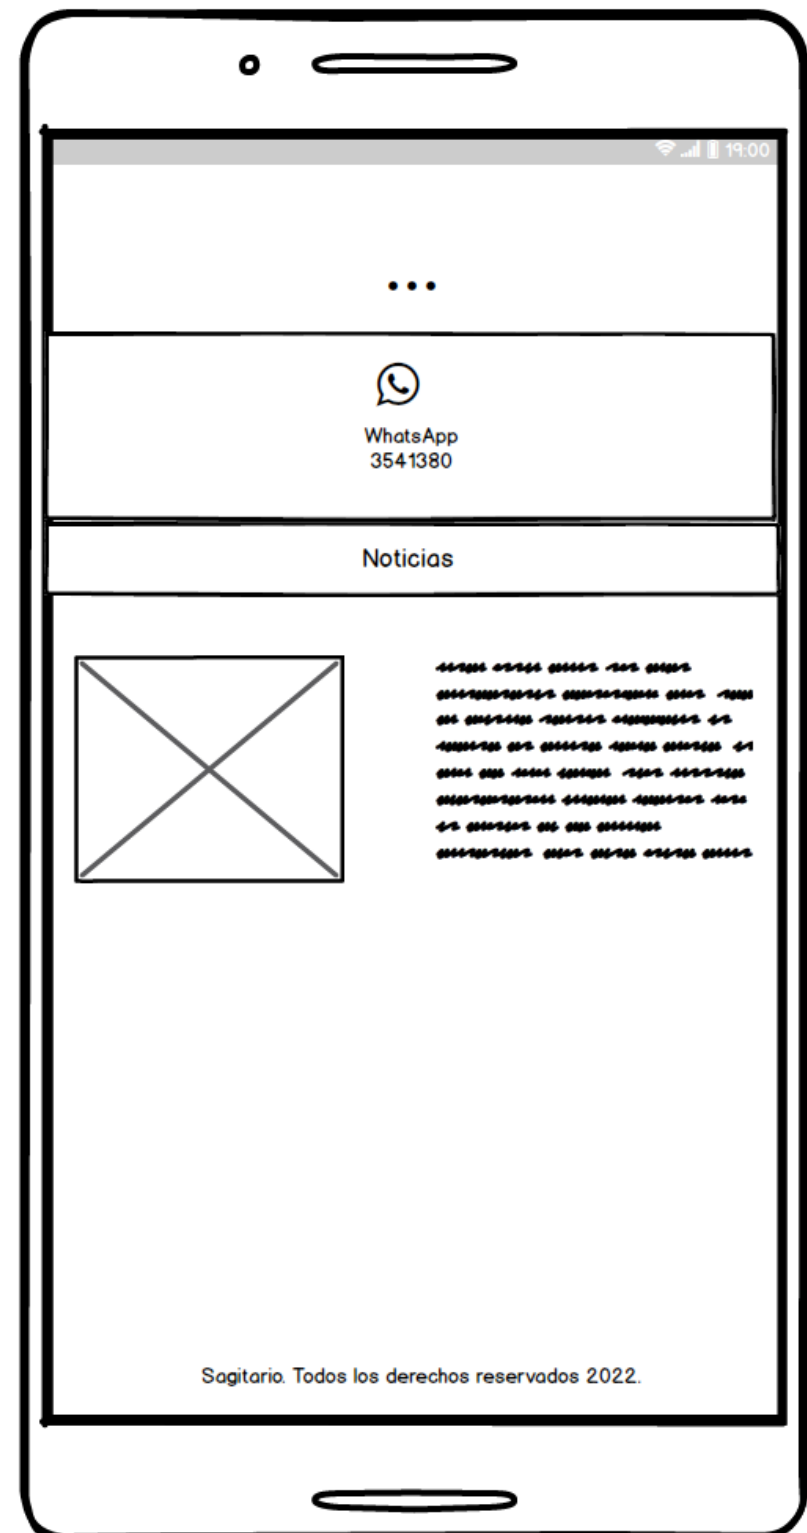 19:00
WhatsApp
3541380
Noticias
Sagitario. Todos los derechos reservados 2022.